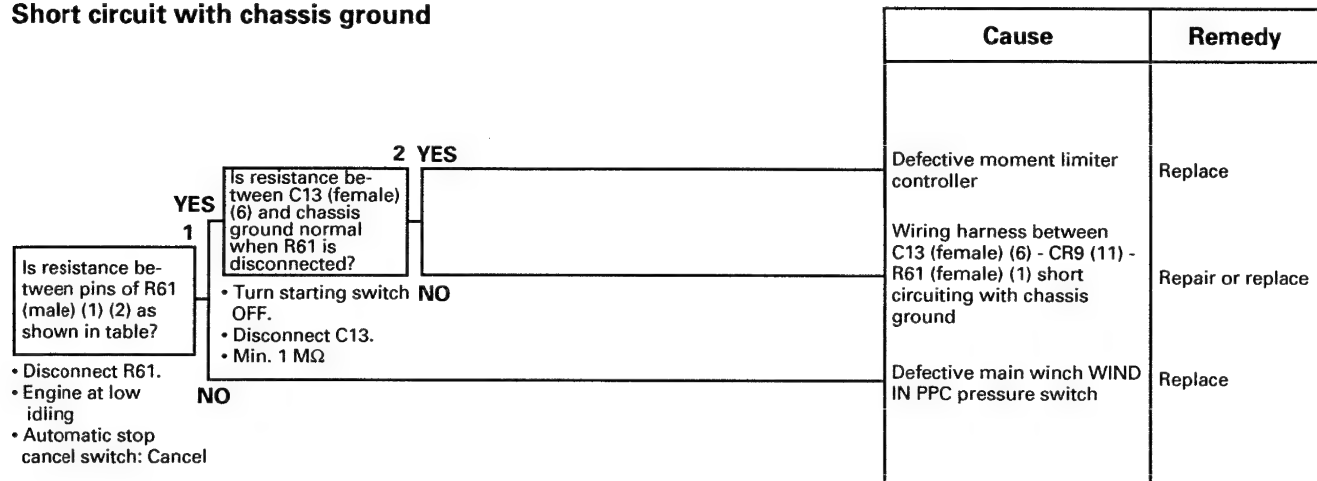 Short circuit with chassis ground
Cause
Remedy
2 YES
Is resistance be-
tween C13 (female)
(6) and chassis
ground normal
when R61 is
disconnected?
Defective moment limiter
controller
Replace
YES
1
Is resistance be-
tween pins of R61
(male) (1) (2) as
shown in table?
• Turn starting switch
OFF.
• Disconnect C13.
• Min. 1 MΩ
NO
Wiring harness between
C13 (female) (6) - CR9 (11) -
R61 (female) (1) short
circuiting with chassis
ground
Repair or replace
• Disconnect R61.
• Engine at low
idling
• Automatic stop
cancel switch: Cancel
NO
Defective main winch WIND
IN PPC pressure switch
Replace